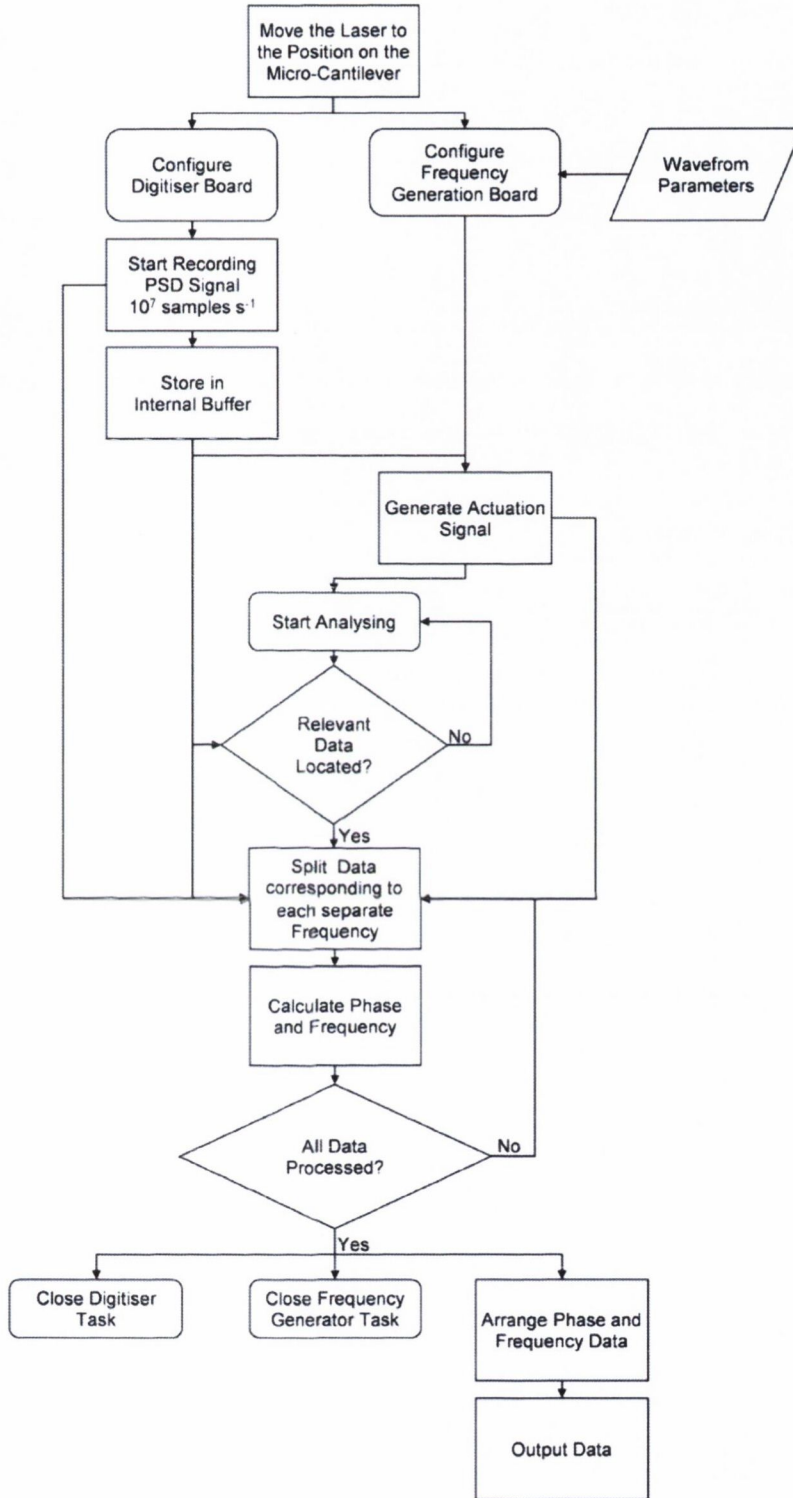 Move the Laser to
the Position on the
Micro-Cantilever
Configure
Digitiser Board
Configure
Frequency
Generation Board
Wavefrom
Parameters
Start Recording
PSD Signal
10⁷ samples s⁻¹
Store in
Internal Buffer
Generate Actuation
Signal
Start Analysing
Relevant
Data
Located?
No
Yes
Split Data
corresponding to
each separate
Frequency
Calculate Phase
and Frequency
All Data
Processed?
No
Yes
Close Digitiser
Task
Close Frequency
Generator Task
Arrange Phase and
Frequency Data
Output Data